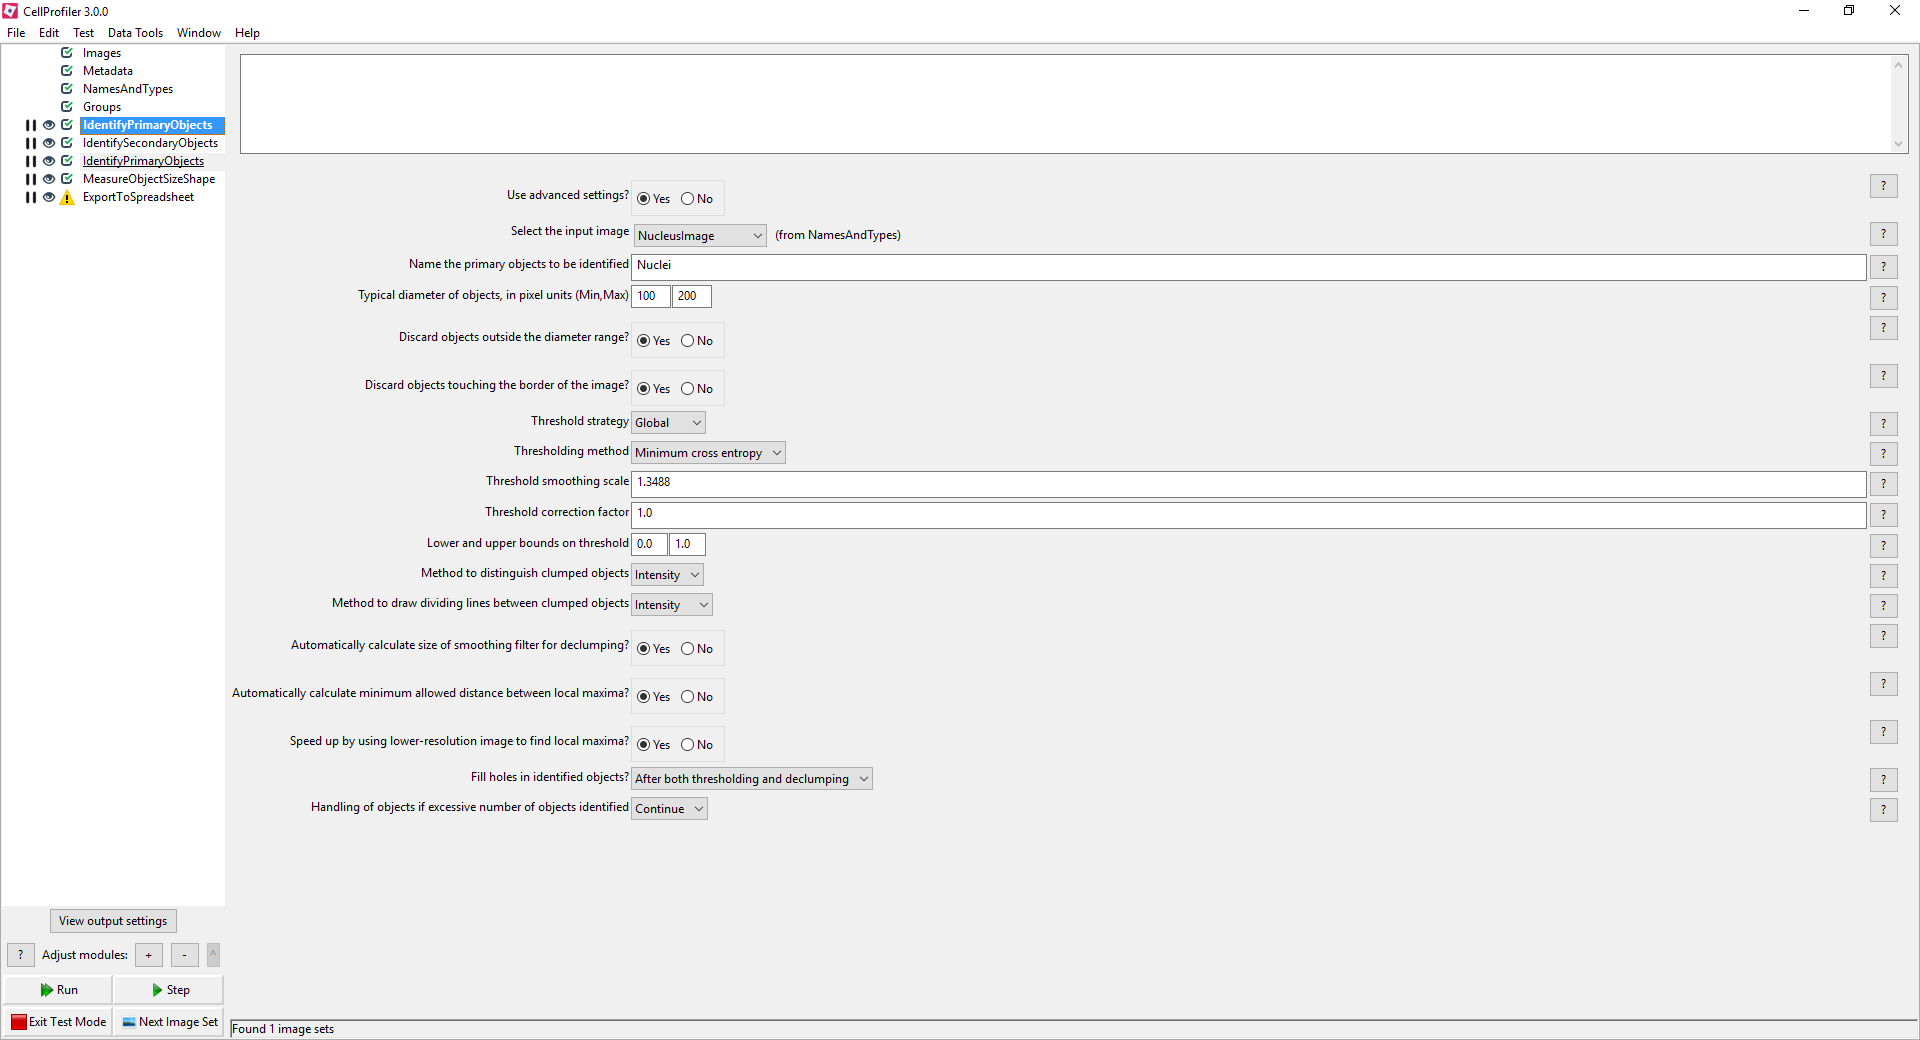 CellProfiler 3.0.0
File Edit Test Data Tools Window Help
Images
Metadata
NamesAndTypes
Groups
IdentifyPrimaryObjects
IdentifySecondaryObjects
IdentifyPrimaryObjects
MeasureObjectSizeShape
ExportToSpreadsheet
Use advanced settings? Yes No ?
Select the input image NucleusImage (from NamesAndTypes) ?
Name the primary objects to be identified Nuclei ?
Typical diameter of objects, in pixel units (Min,Max) 100 200 ?
Discard objects outside the diameter range? Yes No ?
Discard objects touching the border of the image? Yes No ?
Threshold strategy Global ?
Thresholding method Minimum cross entropy ?
Threshold smoothing scale 1.3488 ?
Threshold correction factor 1.0 ?
Lower and upper bounds on threshold 0.0 1.0 ?
Method to distinguish clumped objects Intensity ?
Method to draw dividing lines between clumped objects Intensity ?
Automatically calculate size of smoothing filter for declumping? Yes No ?
Automatically calculate minimum allowed distance between local maxima? Yes No ?
Speed up by using lower-resolution image to find local maxima? Yes No ?
Fill holes in identified objects? After both thresholding and declumping ?
Handling of objects if excessive number of objects identified Continue ?
View output settings
? Adjust modules: + - ^
Run Step
Exit Test Mode Next Image Set
Found 1 image sets